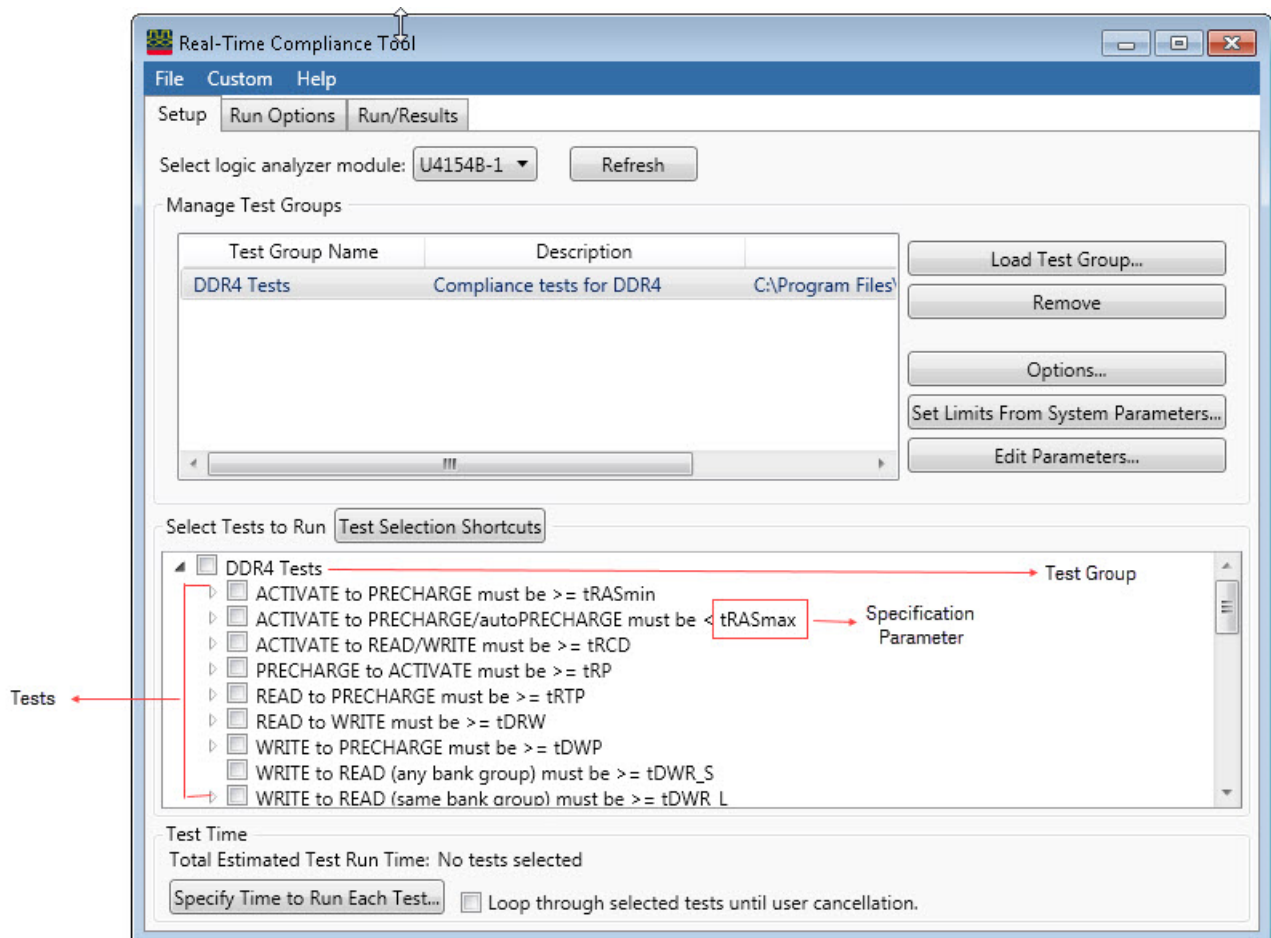 Real-Time Compliance Tool
File Custom Help
Setup Run Options Run/Results
Select logic analyzer module: U4154B-1 Refresh
Manage Test Groups
Test Group Name Description
DDR4 Tests Compliance tests for DDR4 C:\Program Files\
Load Test Group...
Remove
Options...
Set Limits From System Parameters...
Edit Parameters...
Select Tests to Run Test Selection Shortcuts
DDR4 Tests Test Group
ACTIVATE to PRECHARGE must be >= tRASmin
ACTIVATE to PRECHARGE/autoPRECHARGE must be < tRASmax
Specification
Parameter
ACTIVATE to READ/WRITE must be >= tRCD
PRECHARGE to ACTIVATE must be >= tRP
READ to PRECHARGE must be >= tRTP
Tests
READ to WRITE must be >= tDRW
WRITE to PRECHARGE must be >= tDWP
WRITE to READ (any bank group) must be >= tDWR_S
WRITE to READ (same bank group) must be >= tDWR_L
Test Time
Total Estimated Test Run Time: No tests selected
Specify Time to Run Each Test... Loop through selected tests until user cancellation.